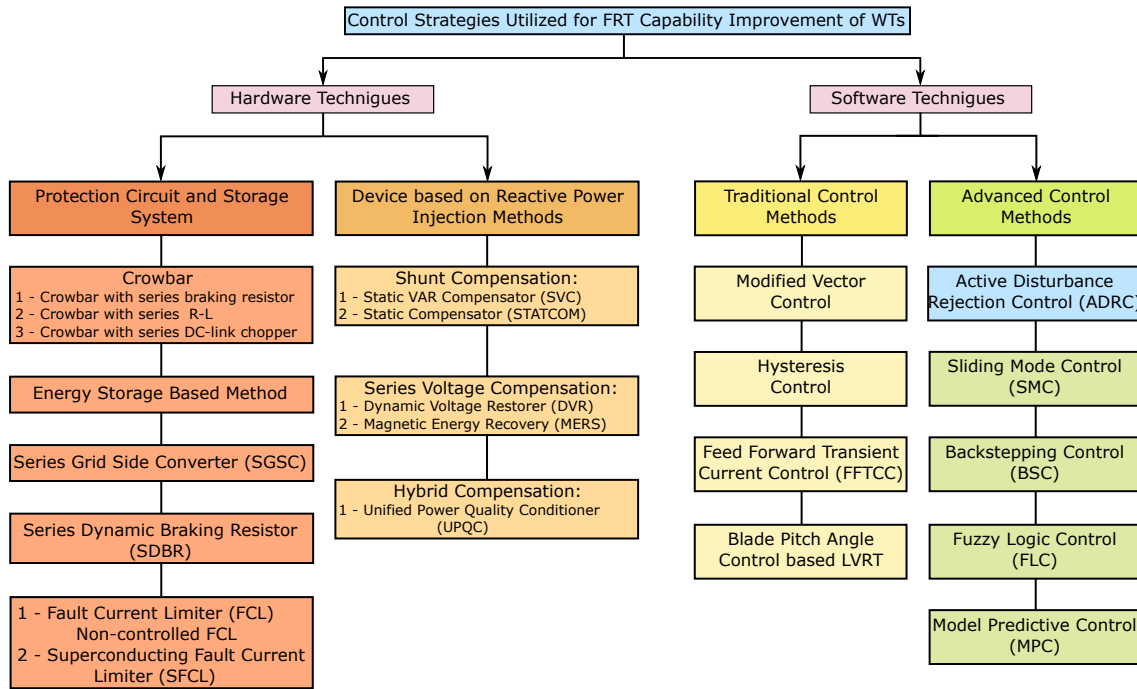 Control Strategies Utilized for FRT Capability Improvement of WTs
Hardware Technigues
Software Techniques
Protection Circuit and Storage
System
Device based on Reactive Power
Injection Methods
Traditional Control
Methods
Advanced Control
Methods
Crowbar
1 - Crowbar with series braking resistor
2 - Crowbar with series R-L
3 - Crowbar with series DC-link chopper
Energy Storage Based Method
Series Grid Side Converter (SGSC)
Series Dynamic Braking Resistor
(SDBR)
1 - Fault Current Limiter (FCL)
Non-controlled FCL
2 - Superconducting Fault Current
Limiter (SFCL)
Shunt Compensation:
1 - Static VAR Compensator (SVC)
2 - Static Compensator (STATCOM)
Series Voltage Compensation:
1 - Dynamic Voltage Restorer (DVR)
2 - Magnetic Energy Recovery (MERS)
Hybrid Compensation:
1 - Unified Power Quality Conditioner
(UPQC)
Modified Vector
Control
Hysteresis
Control
Feed Forward Transient
Current Control (FFTCC)
Blade Pitch Angle
Control based LVRT
Active Disturbance
Rejection Control (ADRC)
Sliding Mode Control
(SMC)
Backstepping Control
(BSC)
Fuzzy Logic Control
(FLC)
Model Predictive Control
(MPC)